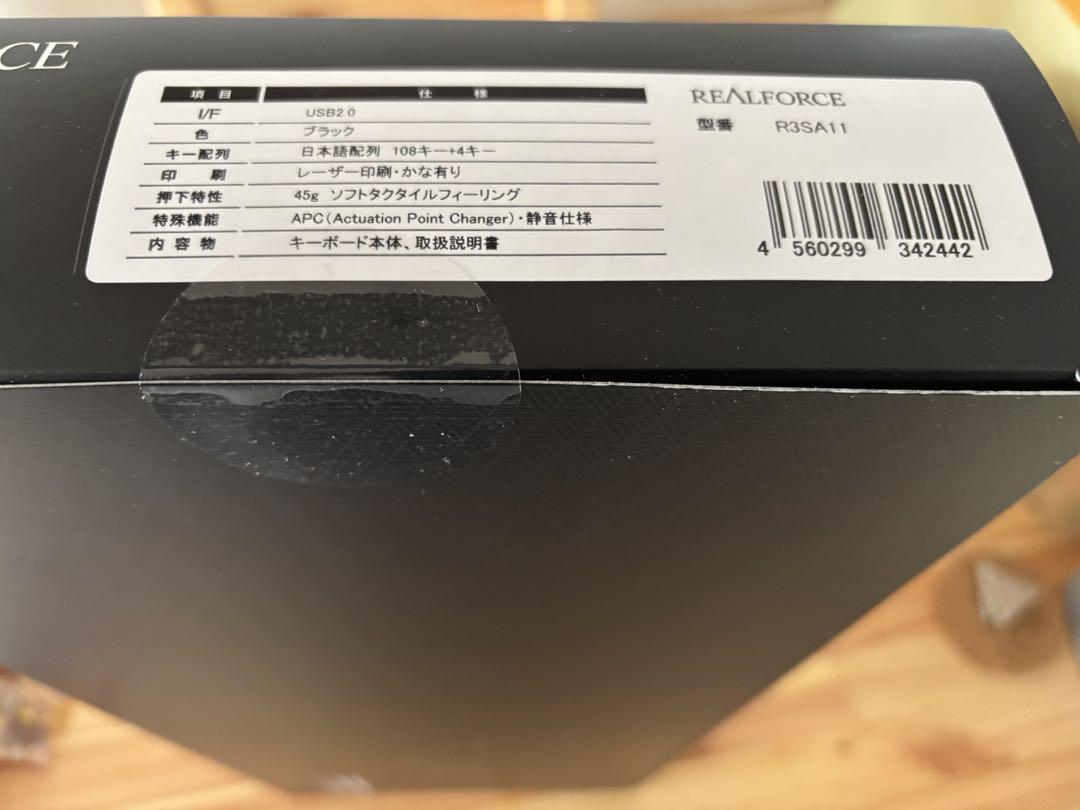 CE
項目 仕様
I/F USB2.0
色 ブラック
キー配列 日本語配列 108キー+4キー
印刷 レーザー印刷・かな有り
押下特性 45g ソフトタクタイルフィーリング
特殊機能 APC(Actuation Point Changer)・静音仕様
内容物 キーボード本体、取扱説明書
REALFORCE
型番 R3SA11
4 560299 342442